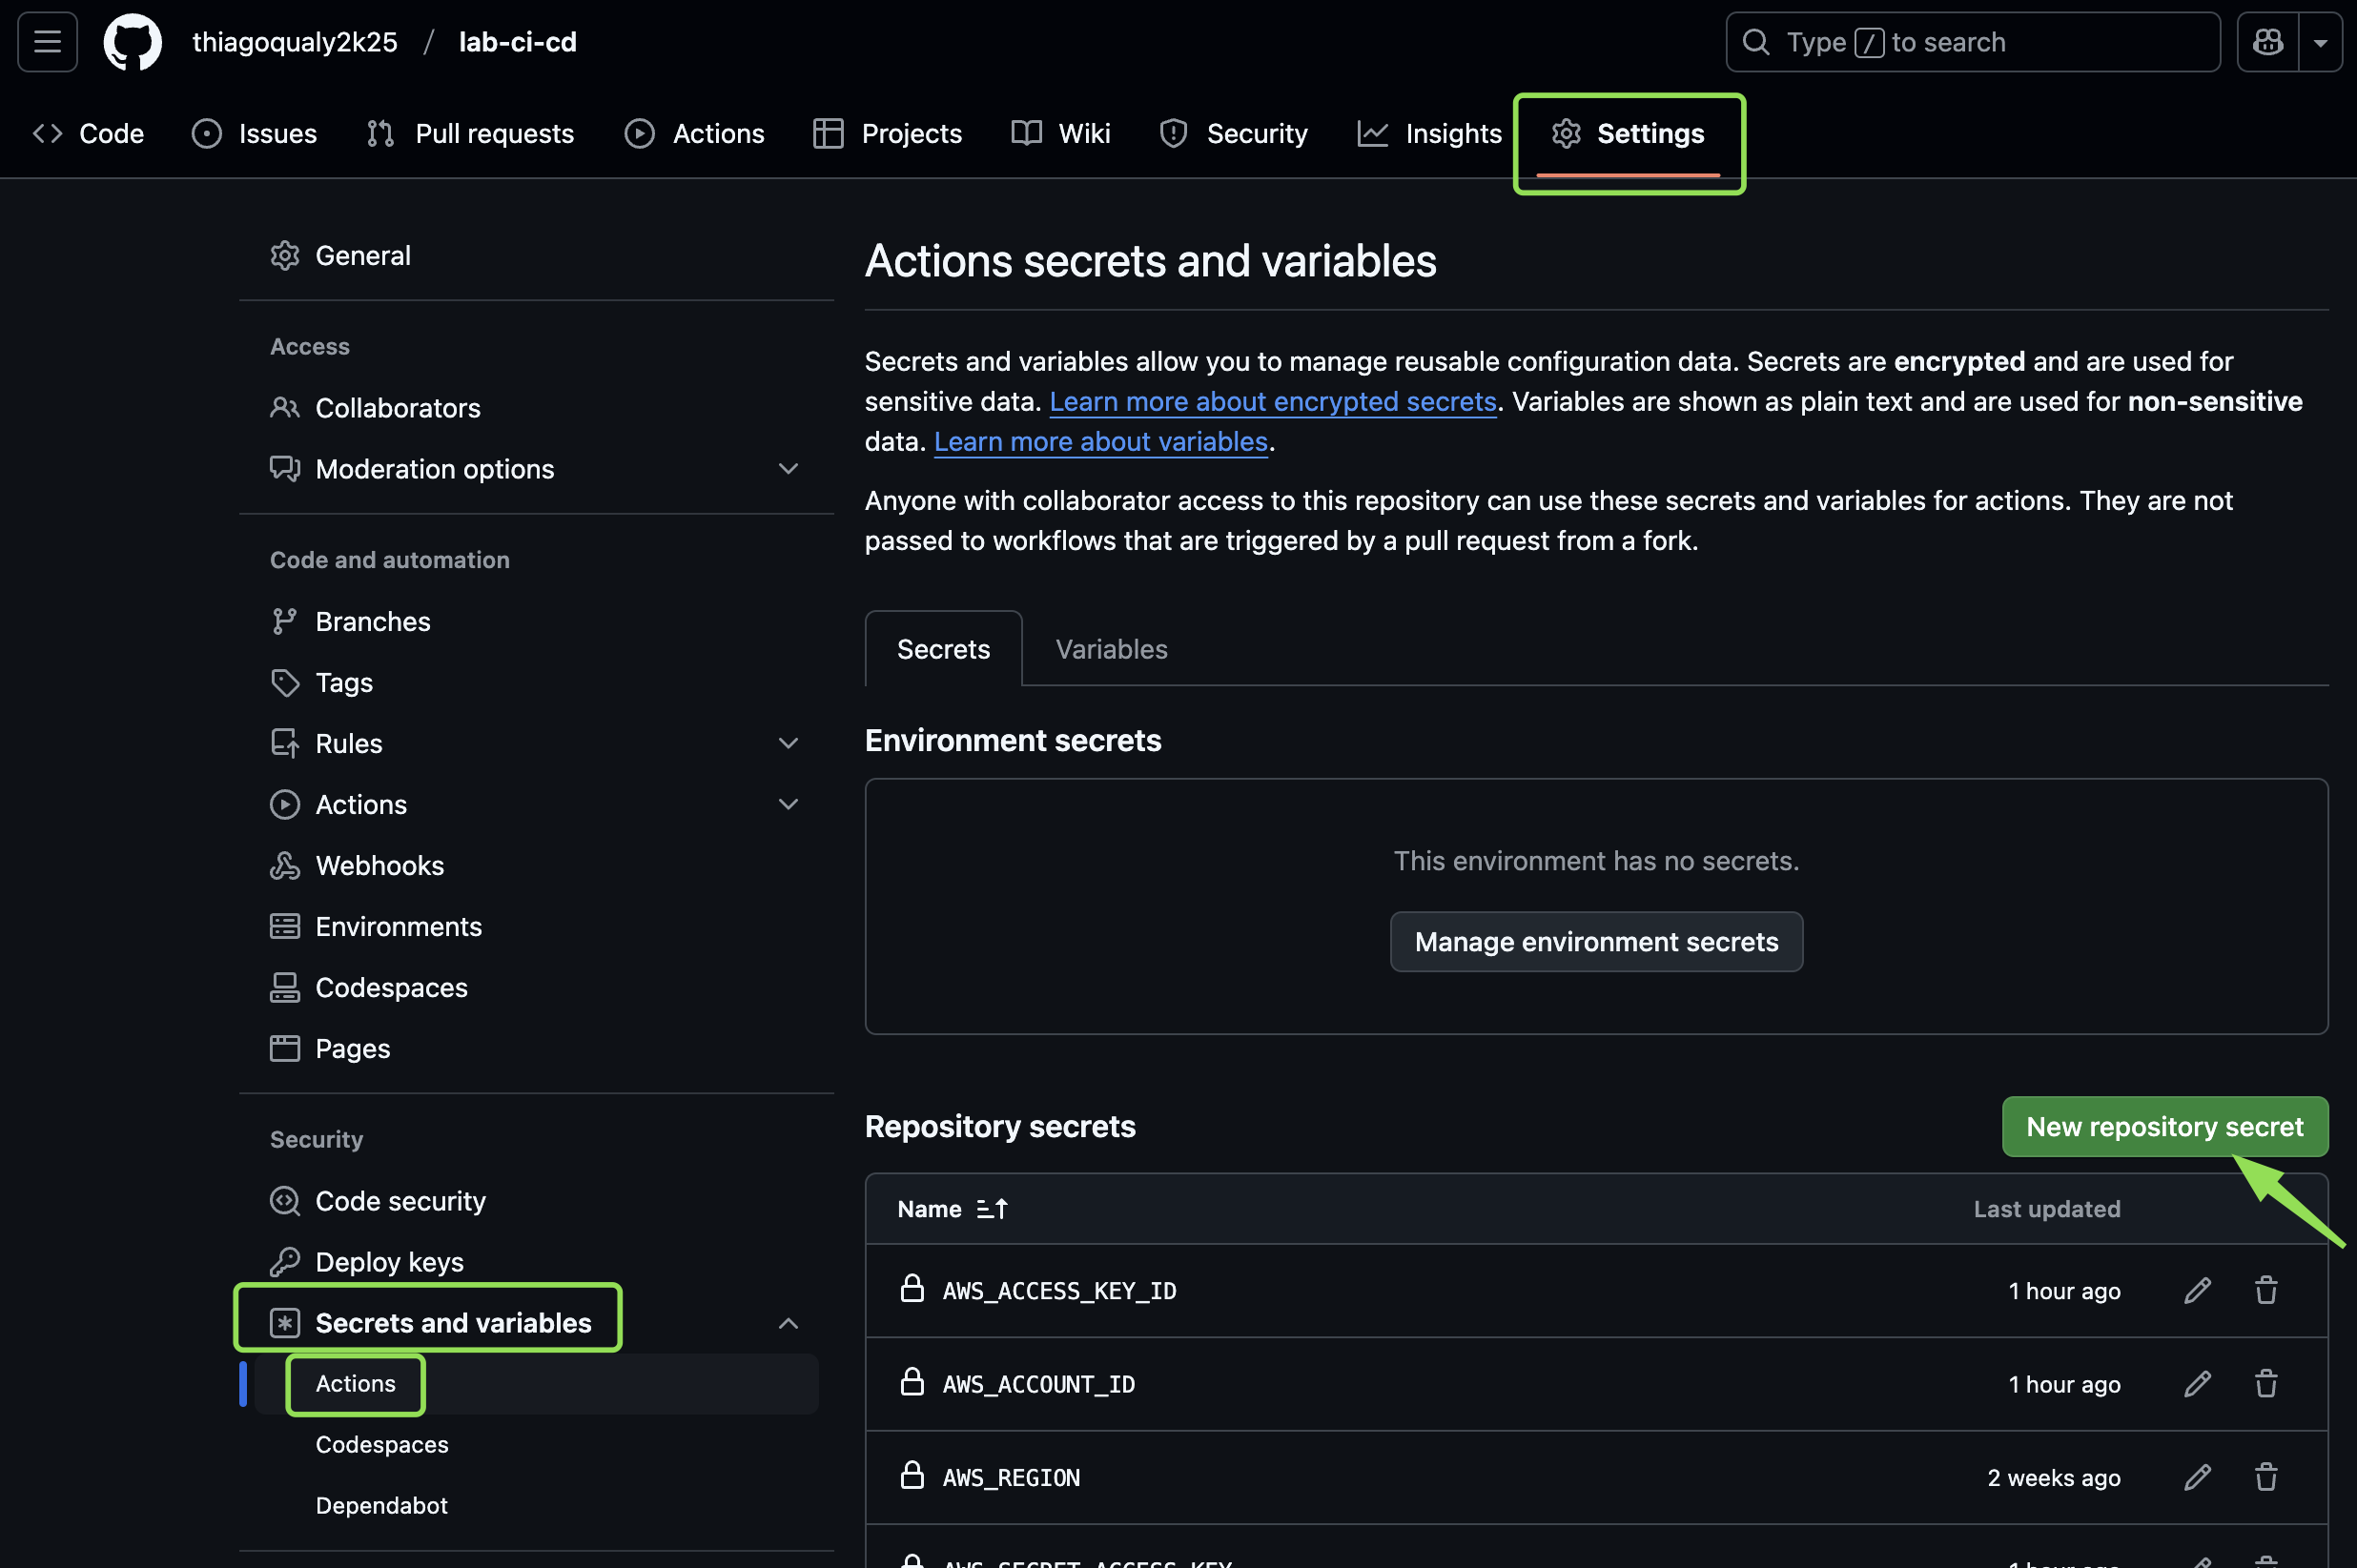 thiagoqualy2k25 / lab-ci-cd
Type / to search
Code Issues Pull requests Actions Projects Wiki Security Insights Settings
General
Access
Collaborators
Moderation options
Code and automation
Branches
Tags
Rules
Actions
Webhooks
Environments
Codespaces
Pages
Security
Code security
Deploy keys
Secrets and variables
Actions
Codespaces
Dependabot
Actions secrets and variables
Secrets and variables allow you to manage reusable configuration data. Secrets are encrypted and are used for
sensitive data. Learn more about encrypted secrets. Variables are shown as plain text and are used for non-sensitive
data. Learn more about variables.
Anyone with collaborator access to this repository can use these secrets and variables for actions. They are not
passed to workflows that are triggered by a pull request from a fork.
Secrets Variables
Environment secrets
This environment has no secrets.
Manage environment secrets
Repository secrets
New repository secret
Name Last updated
AWS_ACCESS_KEY_ID 1 hour ago
AWS_ACCOUNT_ID 1 hour ago
AWS_REGION 2 weeks ago
AWS_SECRET_ACCESS_KEY 1 hour ago